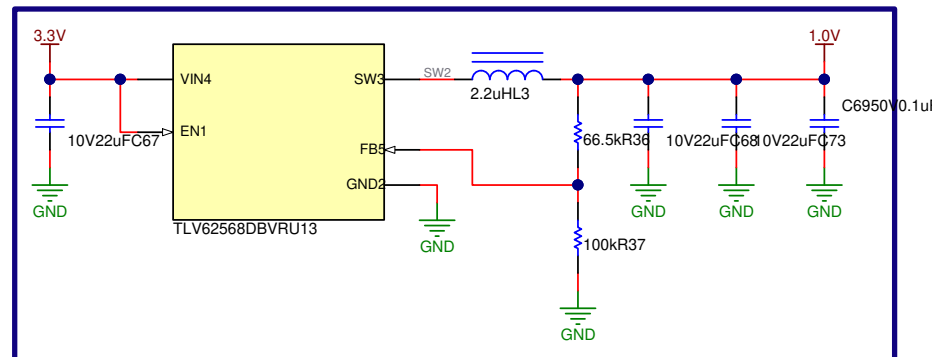 3.3V
1.0V
VIN4
SW3
SW2
2.2uHL3
C6950V0.1uF
EN1
10V22uFC67
66.5kR36
10V22uFC68
10V22uFC73
FB5
GND2
GND
GND
GND
GND
GND
TLV62568DBVRU13
100kR37
GND